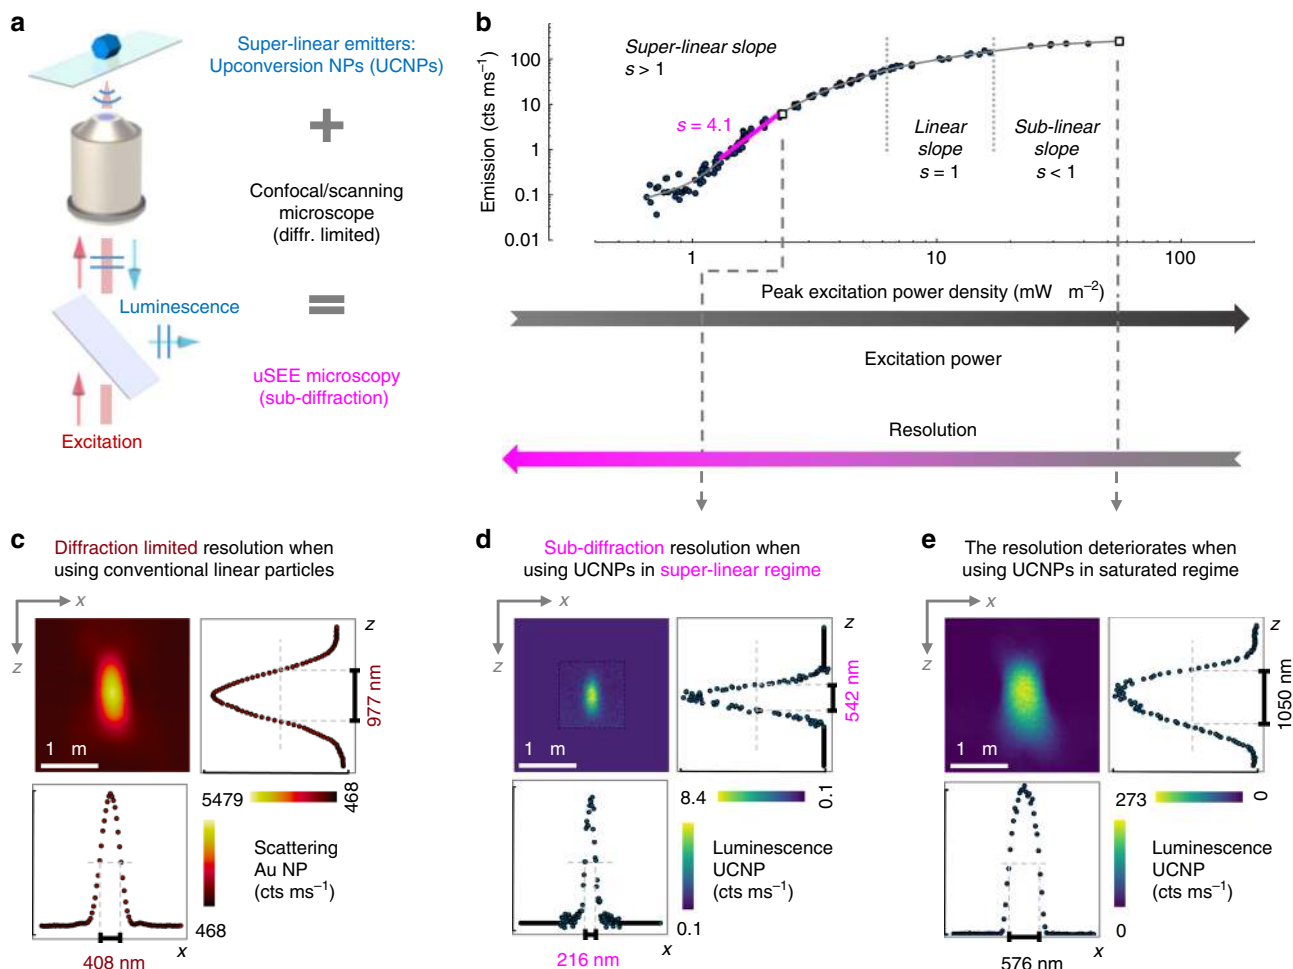 a
Super-linear emitters:
Upconversion NPs (UCNPs)
Confocal/scanning
microscope
(diffr. limited)
Luminescence
uSEE microscopy
(sub-diffraction)
Excitation
b
Emission (cts ms⁻¹)
100
10
1
0.1
0.01
Super-linear slope
s > 1
s = 4.1
Linear
slope
s = 1
Sub-linear
slope
s < 1
1
10
100
Peak excitation power density (mW m⁻²)
Excitation power
Resolution
c
Diffraction limited resolution when
using conventional linear particles
x
z
z
977 nm
1 m
5479
468
Scattering
Au NP
(cts ms⁻¹)
468
x
408 nm
d
Sub-diffraction resolution when
using UCNPs in super-linear regime
x
z
z
542 nm
1 m
8.4
0.1
Luminescence
UCNP
(cts ms⁻¹)
0.1
x
216 nm
e
The resolution deteriorates when
using UCNPs in saturated regime
x
z
z
1050 nm
1 m
273
0
Luminescence
UCNP
(cts ms⁻¹)
0
x
576 nm